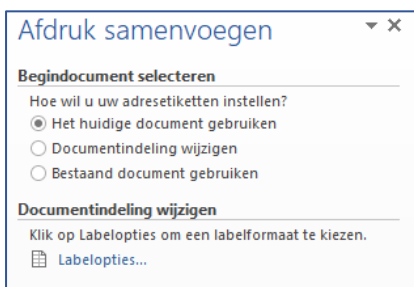 Afdruk samenvoegen
Begindocument selecteren
Hoe wil u uw adresetiketten instellen?
Het huidige document gebruiken
Documentindeling wijzigen
Bestaand document gebruiken
Documentindeling wijzigen
Klik op Labelopties om een labelformaat te kiezen.
Labelopties...